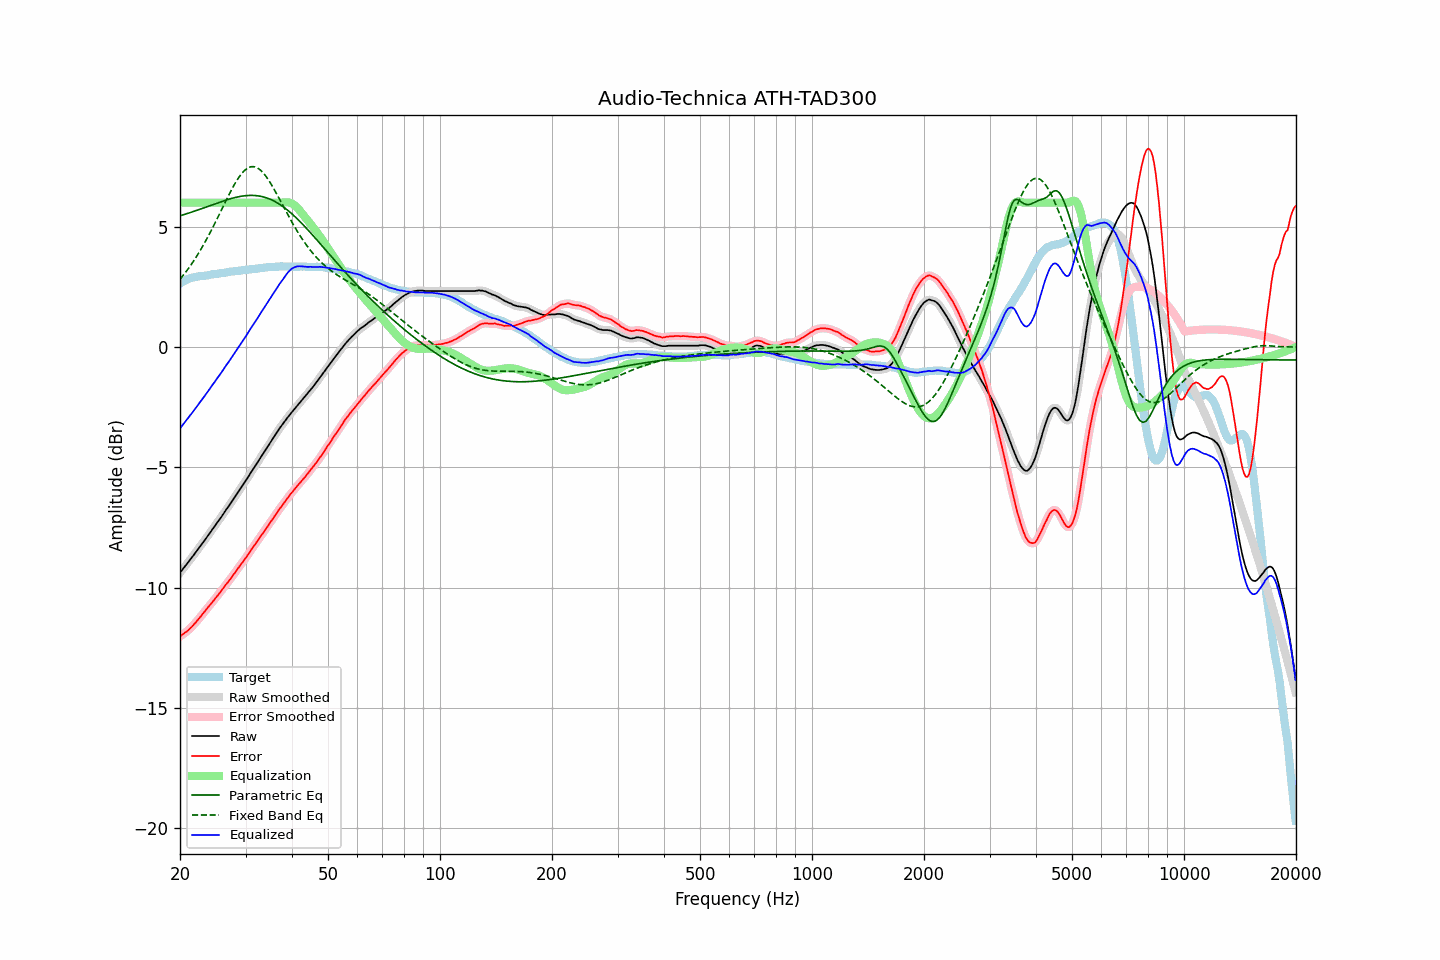 Audio-Technica ATH-TAD300
Amplitude (dBr)
5
0
−5
−10
−15
−20
Target
Raw Smoothed
Error Smoothed
Raw
Error
Equalization
Parametric Eq
Fixed Band Eq
Equalized
20 50 100 200 500 1000 2000 5000 10000 20000
Frequency (Hz)